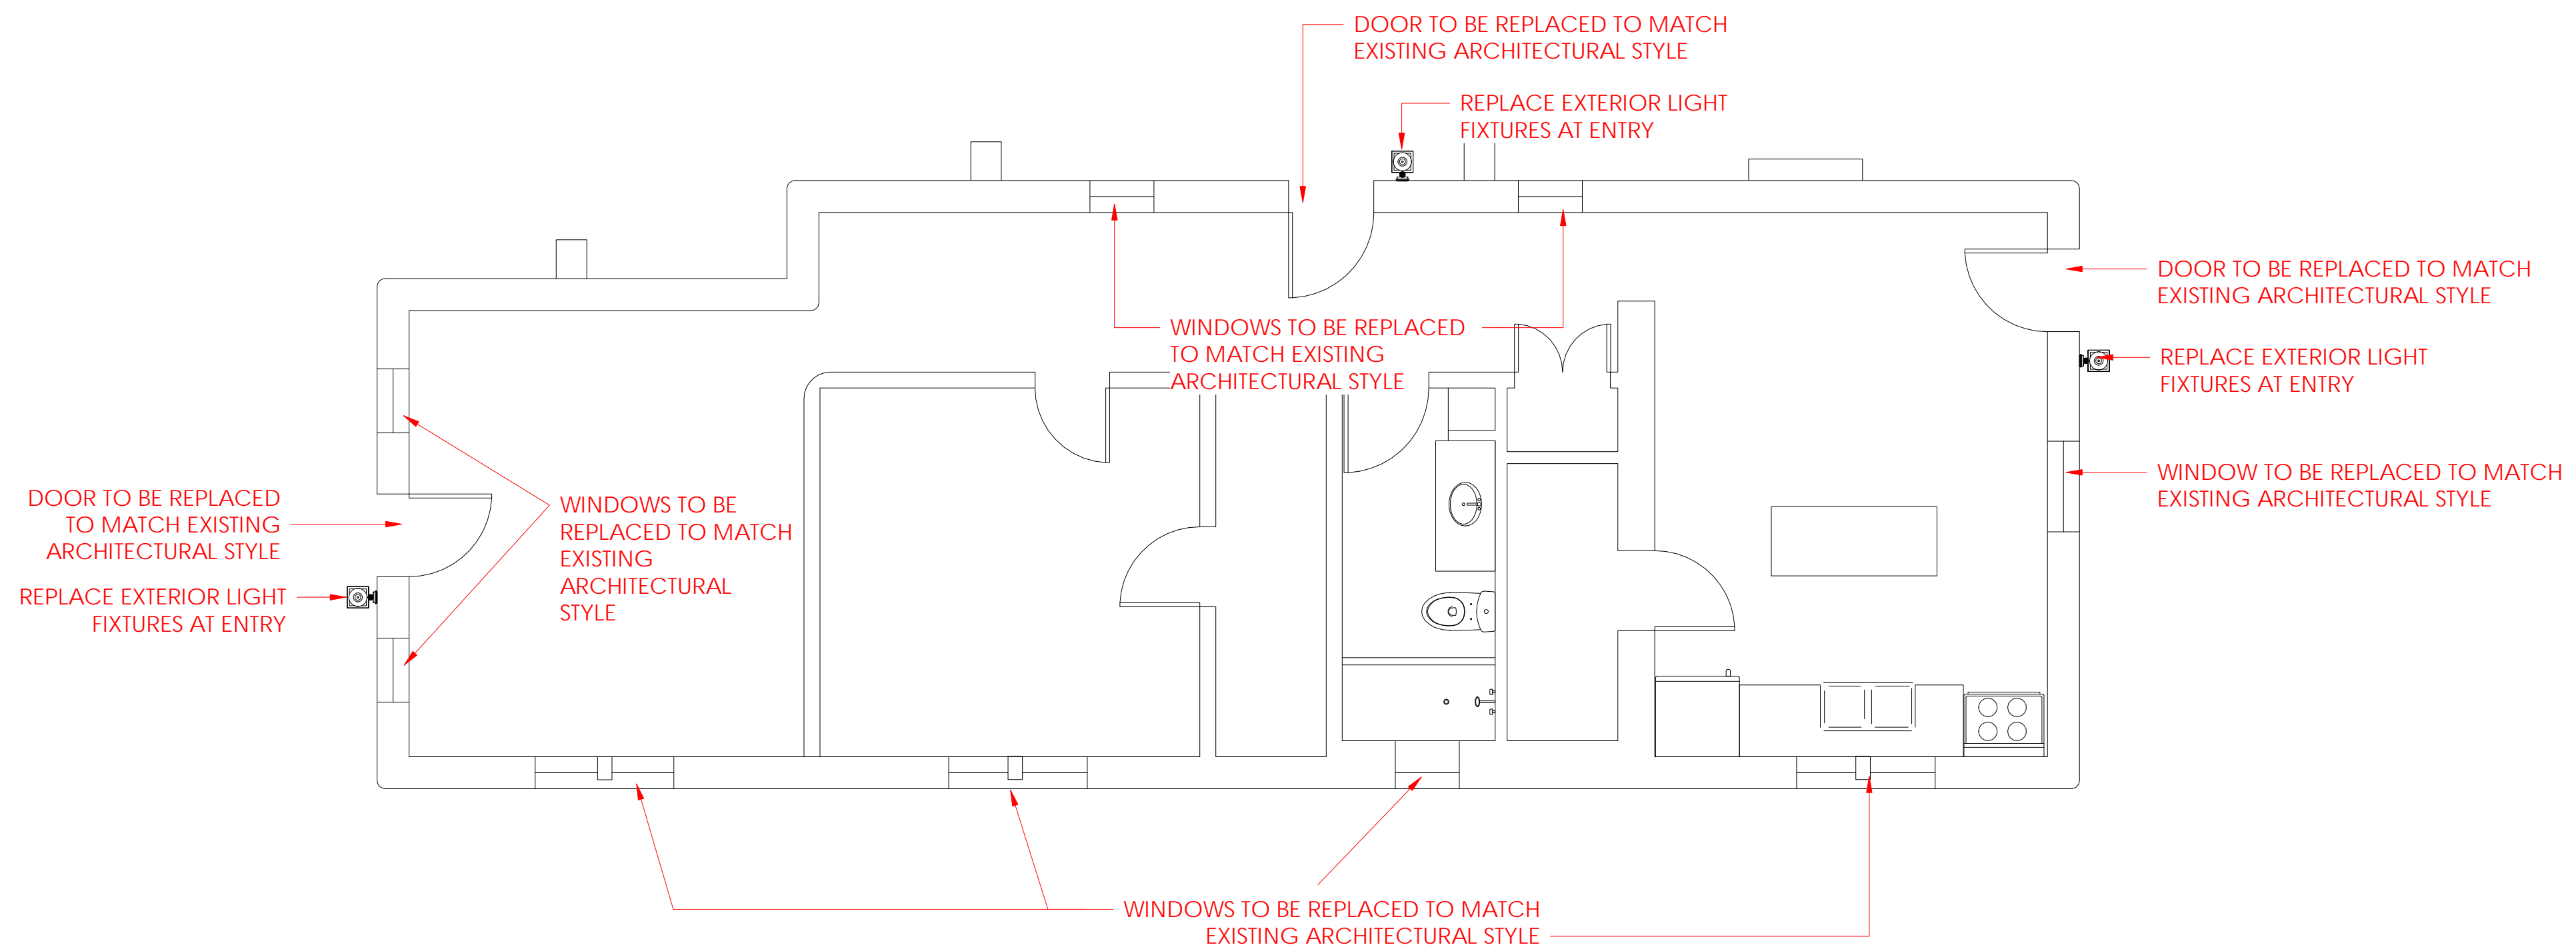 DOOR TO BE REPLACED TO MATCH
EXISTING ARCHITECTURAL STYLE
REPLACE EXTERIOR LIGHT
FIXTURES AT ENTRY
DOOR TO BE REPLACED TO MATCH
EXISTING ARCHITECTURAL STYLE
WINDOWS TO BE REPLACED
TO MATCH EXISTING
ARCHITECTURAL STYLE
REPLACE EXTERIOR LIGHT
FIXTURES AT ENTRY
WINDOW TO BE REPLACED TO MATCH
EXISTING ARCHITECTURAL STYLE
DOOR TO BE REPLACED
TO MATCH EXISTING
ARCHITECTURAL STYLE
WINDOWS TO BE
REPLACED TO MATCH
EXISTING
ARCHITECTURAL
STYLE
REPLACE EXTERIOR LIGHT
FIXTURES AT ENTRY
WINDOWS TO BE REPLACED TO MATCH
EXISTING ARCHITECTURAL STYLE